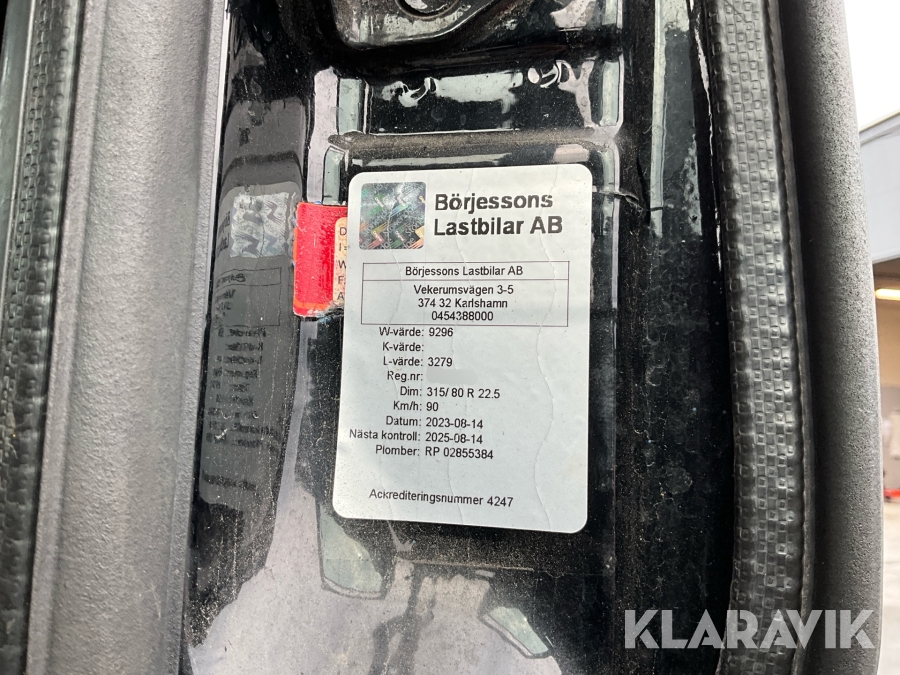 Börjessons
Lastbilar AB
Börjessons Lastbilar AB
Vekerumsvägen 3-5
374 32 Karlshamn
0454388000
W-värde: 9296
K-värde:
L-värde: 3279
Reg.nr:
Dim: 315/ 80 R 22.5
Km/h: 90
Datum: 2023-08-14
Nästa kontroll: 2025-08-14
Plomber: RP 02855384
Ackrediteringsnummer 4247
KLARAVIK